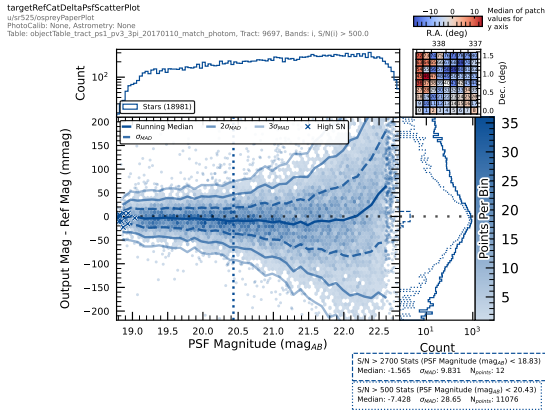 targetRefCatDeltaPsfScatterPlot
u/sr525/ospreyPaperPlot
PhotoCalib: None, Astrometry: None
Table: objectTable_tract_ps1_pv3_3pi_20170110_match_photom, Tract: 9697, Bands: i, S/N(i) > 500.0
Median of patch
values for
y axis
−10 0 10
R.A. (deg)
338 337
Count
10²
Stars (18981)
1.5
1.0
0.5
0.0
Dec. (deg)
Running Median
σMAD
2σMAD
3σMAD
High SN
Output Mag - Ref Mag (mmag)
200
150
100
50
0
−50
−100
−150
−200
19.0 19.5 20.0 20.5 21.0 21.5 22.0 22.5
PSF Magnitude (magAB)
10¹ 10³
Count
Points Per Bin
35
30
25
20
15
10
5
S/N > 2700 Stats (PSF Magnitude (magAB) < 18.83)
Median: -1.565 σMAD: 9.831 Npoints: 12
S/N > 500 Stats (PSF Magnitude (magAB) < 20.43)
Median: -7.428 σMAD: 28.65 Npoints: 11076